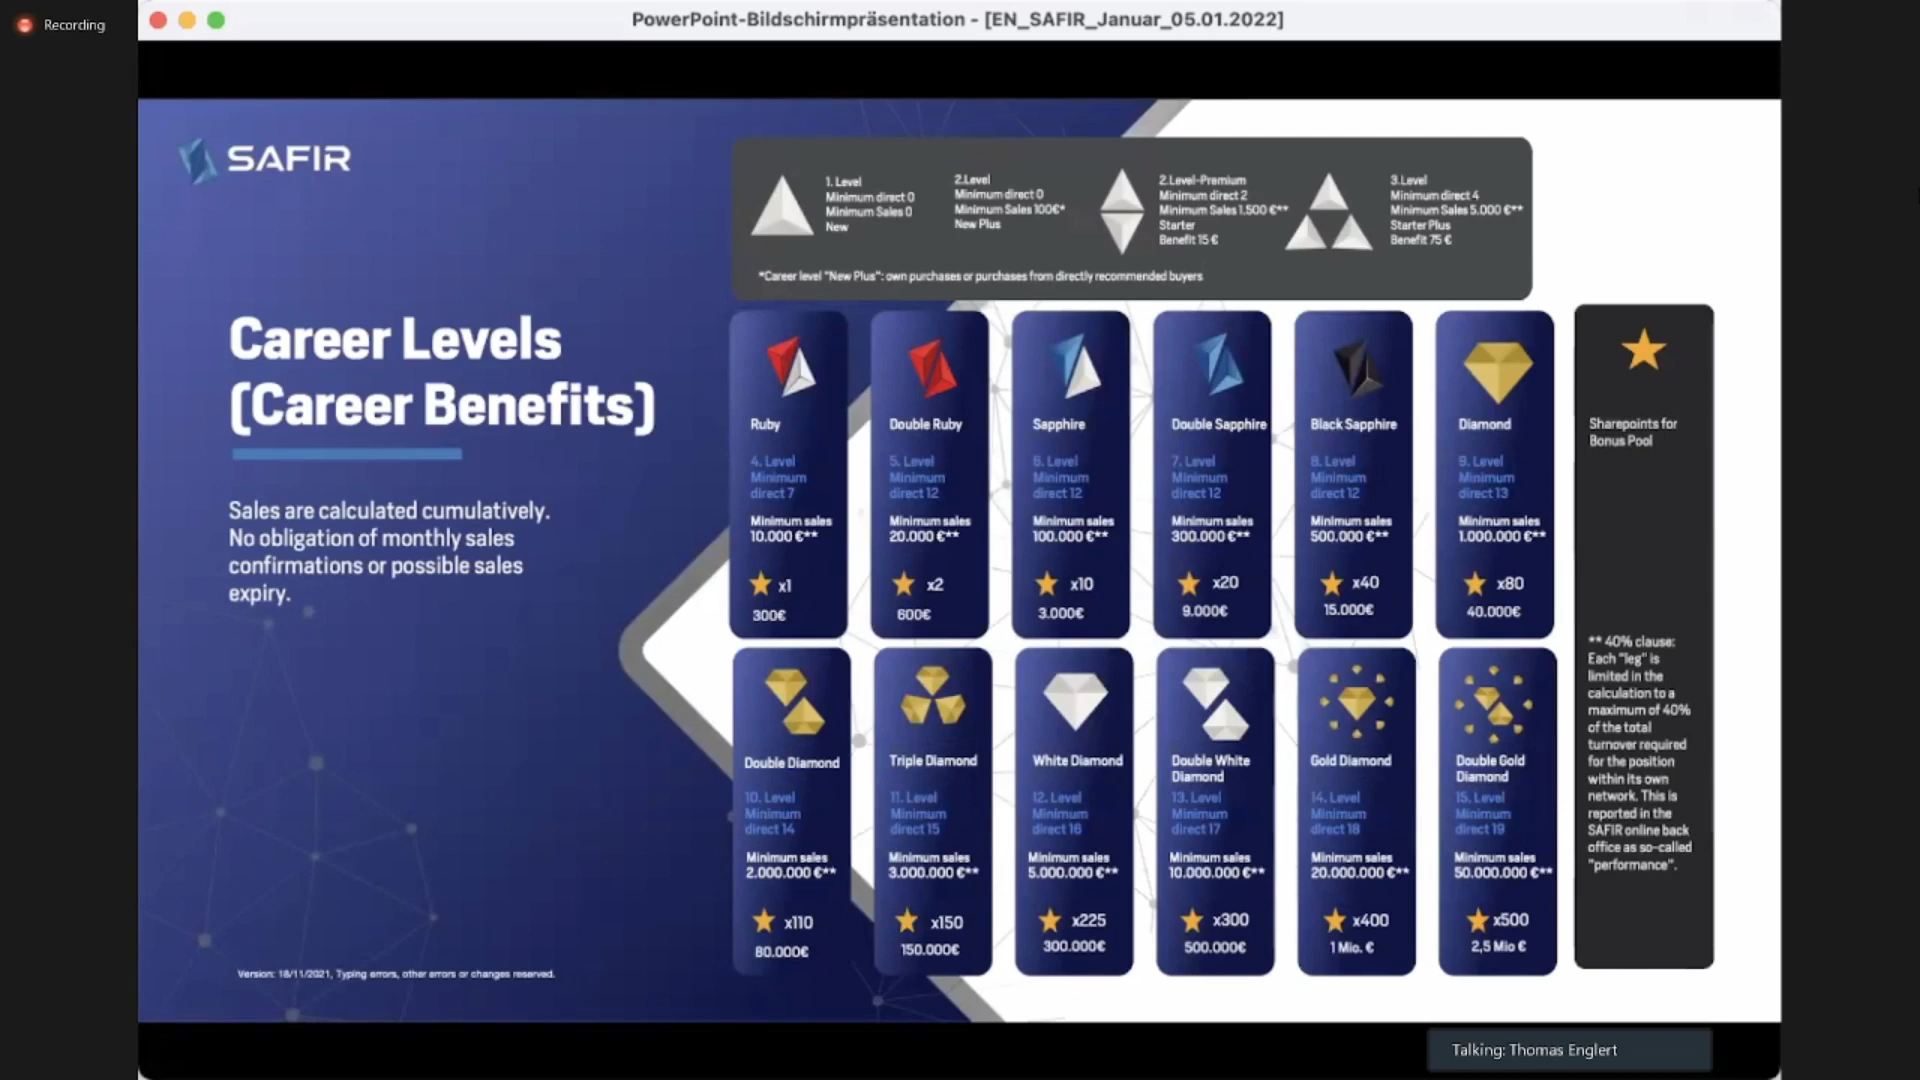 Recording
PowerPoint-Bildschirmpräsentation - [EN_SAFIR_Januar_05.01.2022]
SAFIR
Career Levels
(Career Benefits)
Sales are calculated cumulatively.
No obligation of monthly sales
confirmations or possible sales
expiry.
Version: 18/11/2021, Typing errors, other errors or changes reserved.
1. Level
Minimum direct 0
Minimum Sales 0
New
2.Level
Minimum direct 0
Minimum Sales 100€*
New Plus
2.Level-Premium
Minimum direct 2
Minimum Sales 1.500 €**
Starter
Benefit 15 €
3.Level
Minimum direct 4
Minimum Sales 5.000 €**
Starter Plus
Benefit 75 €
*Career level "New Plus": own purchases or purchases from directly recommended buyers
Ruby
4. Level
Minimum
direct 7
Minimum sales
10.000 €**
x1
300€
Double Ruby
5. Level
Minimum
direct 12
Minimum sales
20.000 €**
x2
600€
Sapphire
6. Level
Minimum
direct 12
Minimum sales
100.000 €**
x10
3.000€
Double Sapphire
7. Level
Minimum
direct 12
Minimum sales
300.000 €**
x20
9.000€
Black Sapphire
8. Level
Minimum
direct 12
Minimum sales
500.000 €**
x40
15.000€
Diamond
9. Level
Minimum
direct 13
Minimum sales
1.000.000 €**
x80
40.000€
Double Diamond
10. Level
Minimum
direct 14
Minimum sales
2.000.000 €**
x110
80.000€
Triple Diamond
11. Level
Minimum
direct 15
Minimum sales
3.000.000 €**
x150
150.000€
White Diamond
12. Level
Minimum
direct 16
Minimum sales
5.000.000 €**
x225
300.000€
Double White
Diamond
13. Level
Minimum
direct 17
Minimum sales
10.000.000 €**
x300
500.000€
Gold Diamond
14. Level
Minimum
direct 18
Minimum sales
20.000.000 €**
x400
1 Mio. €
Double Gold
Diamond
15. Level
Minimum
direct 19
Minimum sales
50.000.000 €**
x500
2,5 Mio €
Sharepoints for
Bonus Pool
** 40% clause:
Each "leg" is
limited in the
calculation to a
maximum of 40%
of the total
turnover required
for the position
within its own
network. This is
reported in the
SAFIR online back
office as so-called
"performance".
Talking: Thomas Englert